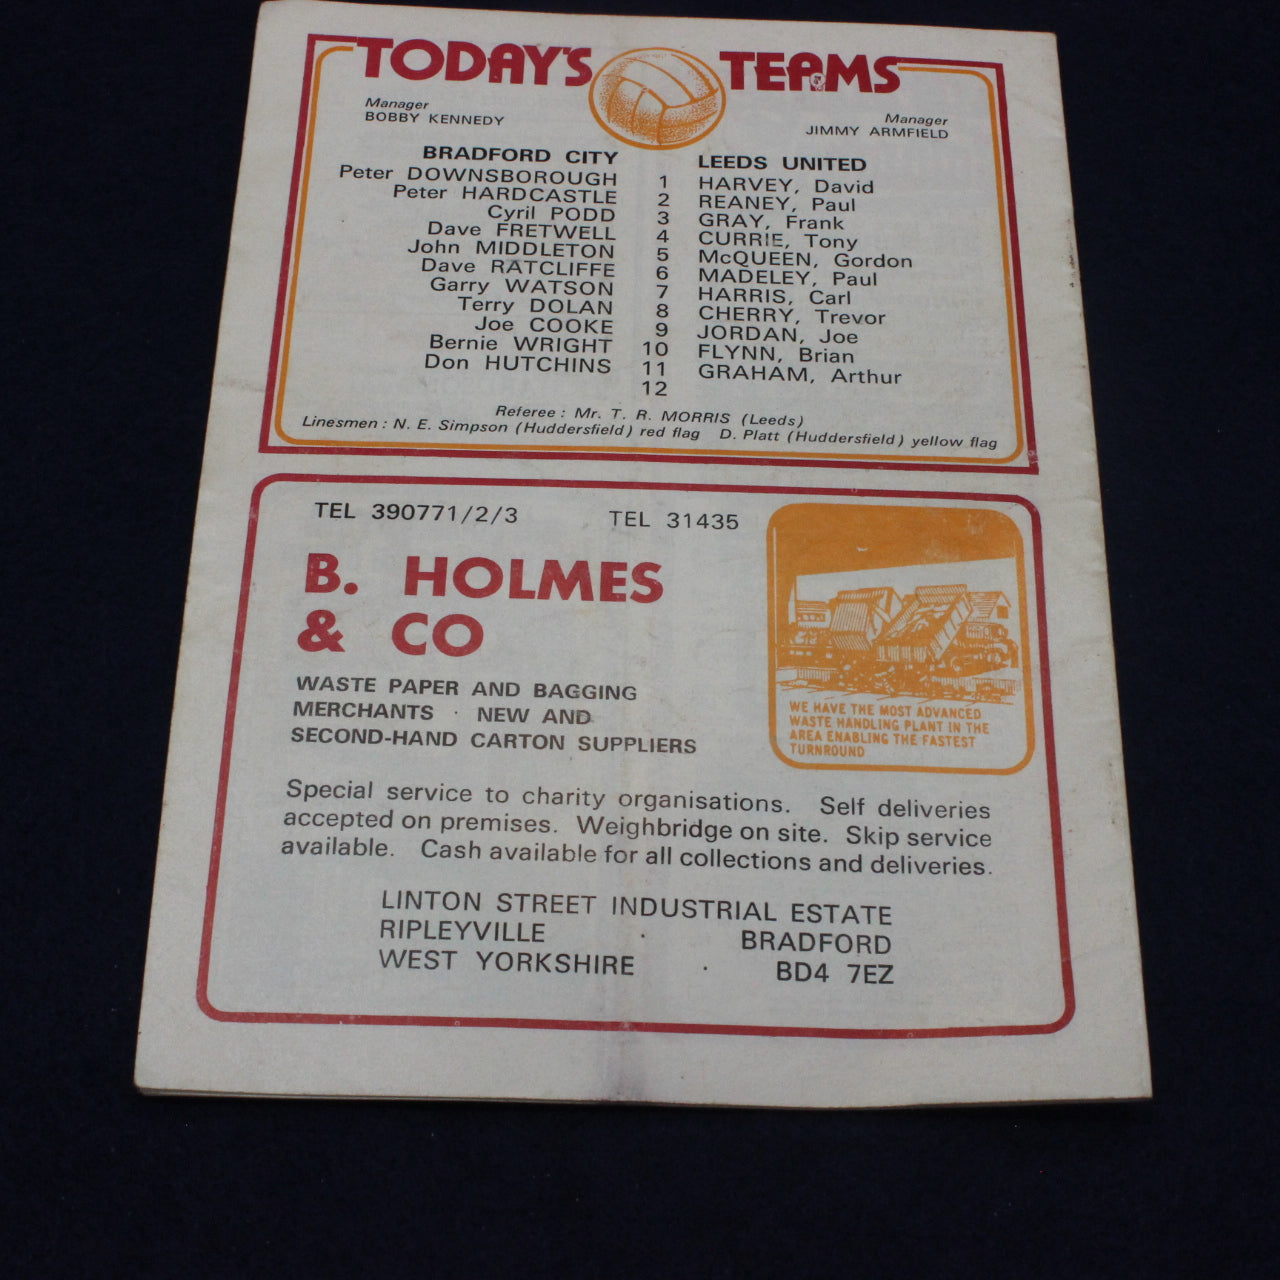 TODAY'S TEAMS
Manager
BOBBY KENNEDY
Manager
JIMMY ARMFIELD
BRADFORD CITY LEEDS UNITED
Peter DOWNSBOROUGH 1 HARVEY, David
Peter HARDCASTLE 2 REANEY, Paul
Cyril PODD 3 GRAY, Frank
Dave FRETWELL 4 CURRIE, Tony
John MIDDLETON 5 McQUEEN, Gordon
Dave RATCLIFFE 6 MADELEY, Paul
Garry WATSON 7 HARRIS, Carl
Terry DOLAN 8 CHERRY, Trevor
Joe COOKE 9 JORDAN, Joe
Bernie WRIGHT 10 FLYNN, Brian
Don HUTCHINS 11 GRAHAM, Arthur
12
Referee : Mr. T. R. MORRIS (Leeds)
Linesmen : N. E. Simpson (Huddersfield) red flag D. Platt (Huddersfield) yellow flag
TEL 390771/2/3 TEL 31435
B. HOLMES
& CO
WASTE PAPER AND BAGGING
MERCHANTS · NEW AND
SECOND-HAND CARTON SUPPLIERS
WE HAVE THE MOST ADVANCED
WASTE HANDLING PLANT IN THE
AREA ENABLING THE FASTEST
TURNROUND
Special service to charity organisations. Self deliveries
accepted on premises. Weighbridge on site. Skip service
available. Cash available for all collections and deliveries.
LINTON STREET INDUSTRIAL ESTATE
RIPLEYVILLE · BRADFORD
WEST YORKSHIRE · BD4 7EZ